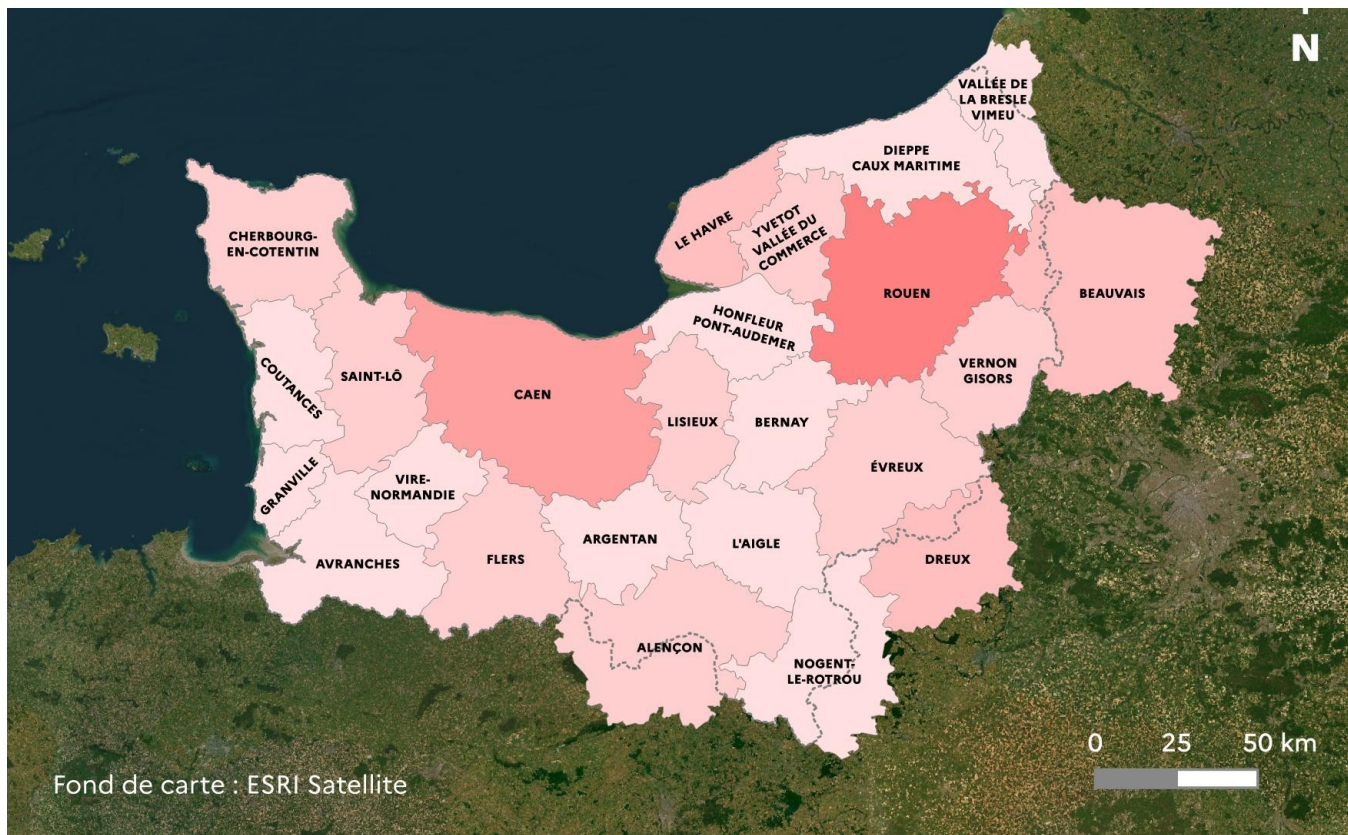 N
VALLÉE DE
LA BRESLE
VIMEU
DIEPPE
CAUX MARITIME
LE HAVRE
YVETOT
VALLÉE DU
COMMERCE
CHERBOURG-
EN-COTENTIN
ROUEN
BEAUVAIS
HONFLEUR
PONT-AUDEMER
COUTANCES
SAINT-LÔ
CAEN
LISIEUX
BERNAY
VERNON
GISORS
GRANVILLE
VIRE-
NORMANDIE
ÉVREUX
AVRANCHES
FLERS
ARGENTAN
L'AIGLE
DREUX
ALENÇON
NOGENT-
LE-ROTROU
0 25 50 km
Fond de carte : ESRI Satellite